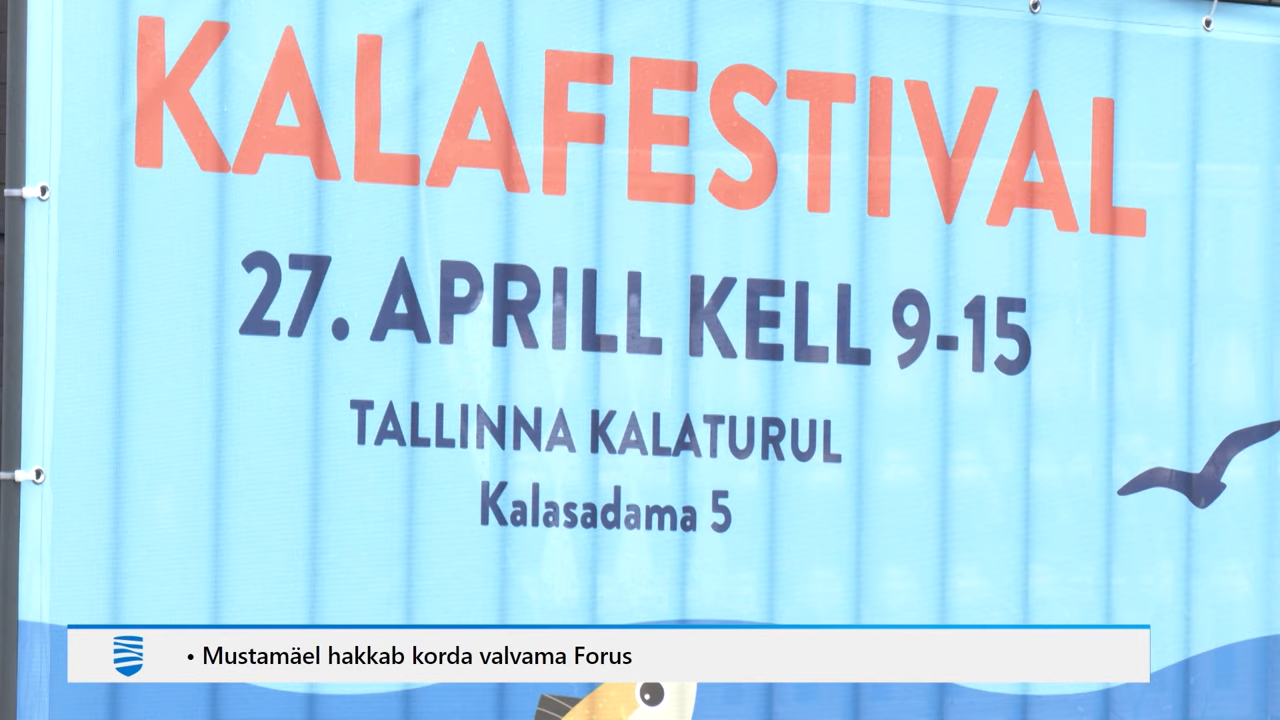 KALAFESTIVAL
27. APRILL KELL 9-15
TALLINNA KALATURUL
Kalasadama 5
• Mustamäel hakkab korda valvama Forus